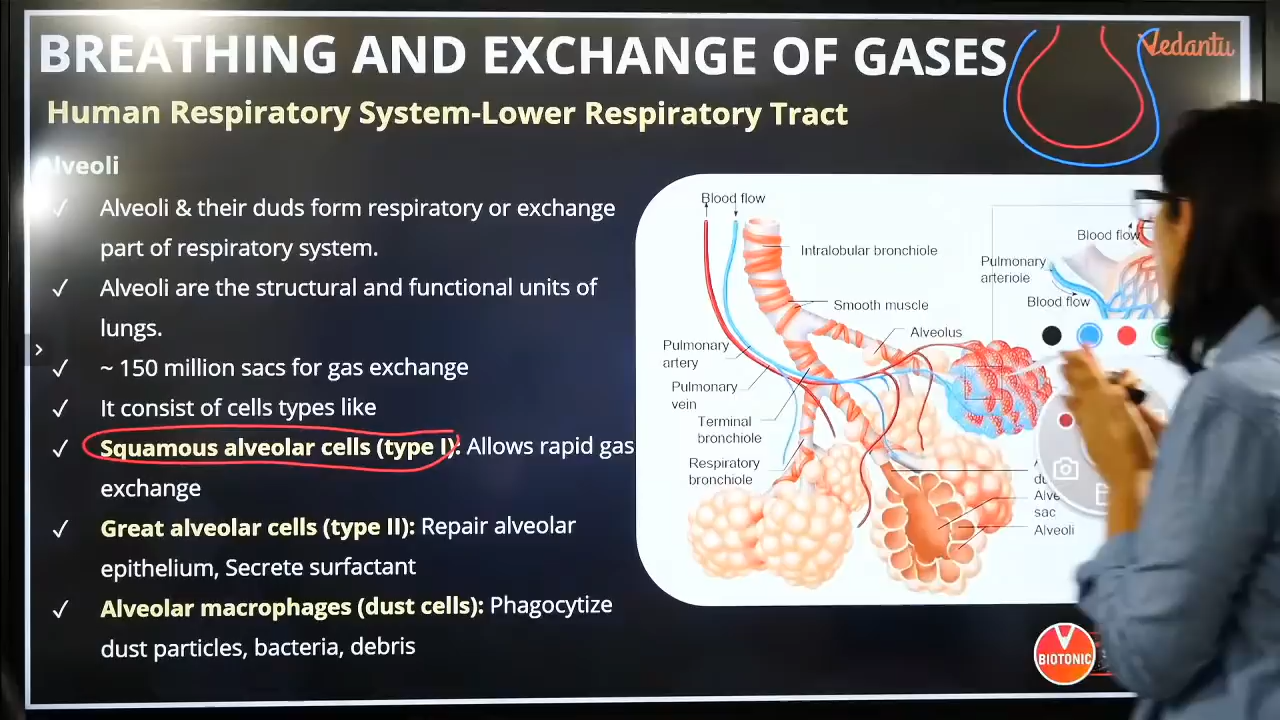 BREATHING AND EXCHANGE OF GASES
Vedantu
Human Respiratory System-Lower Respiratory Tract
Alveoli
✓ Alveoli & their duds form respiratory or exchange
part of respiratory system.
✓ Alveoli are the structural and functional units of
lungs.
✓ ~ 150 million sacs for gas exchange
✓ It consist of cells types like
✓ Squamous alveolar cells (type I): Allows rapid gas
exchange
✓ Great alveolar cells (type II): Repair alveolar
epithelium, Secrete surfactant
✓ Alveolar macrophages (dust cells): Phagocytize
dust particles, bacteria, debris
Blood flow
Intralobular bronchiole
Smooth muscle
Alveolus
Pulmonary
artery
Pulmonary
vein
Terminal
bronchiole
Respiratory
bronchiole
Blood flow
Pulmonary
arteriole
Blood flow
sac
Alveoli
BIOTONIC